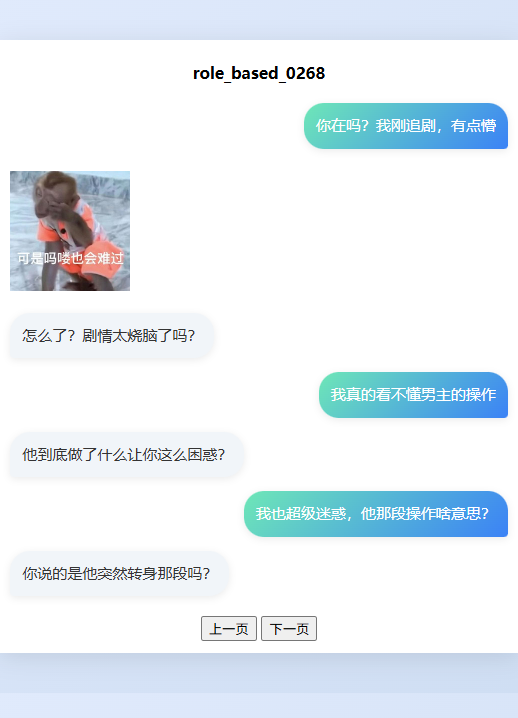 role_based_0268
你在吗？我刚追剧，有点懵
可是吗喽也会难过
怎么了？剧情太烧脑了吗？
我真的看不懂男主的操作
他到底做了什么让你这么困惑？
我也超级迷惑，他那段操作啥意思？
你说的是他突然转身那段吗？
上一页 下一页